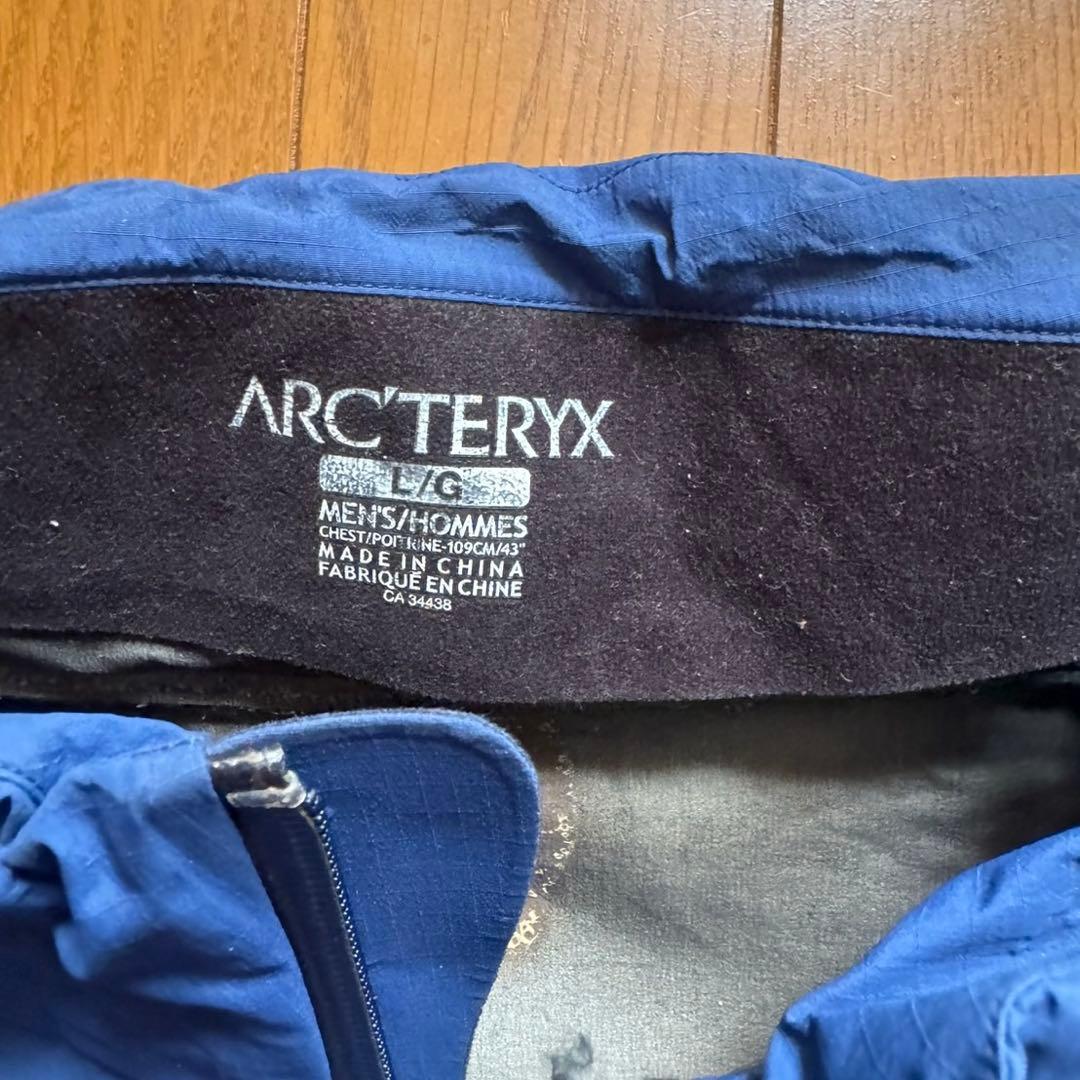 ARC'TERYX
L/G
MEN'S/HOMMES
CHEST/POITRINE-109CM/43"
MADE IN CHINA
FABRIQUÉ EN CHINE
CA 34438